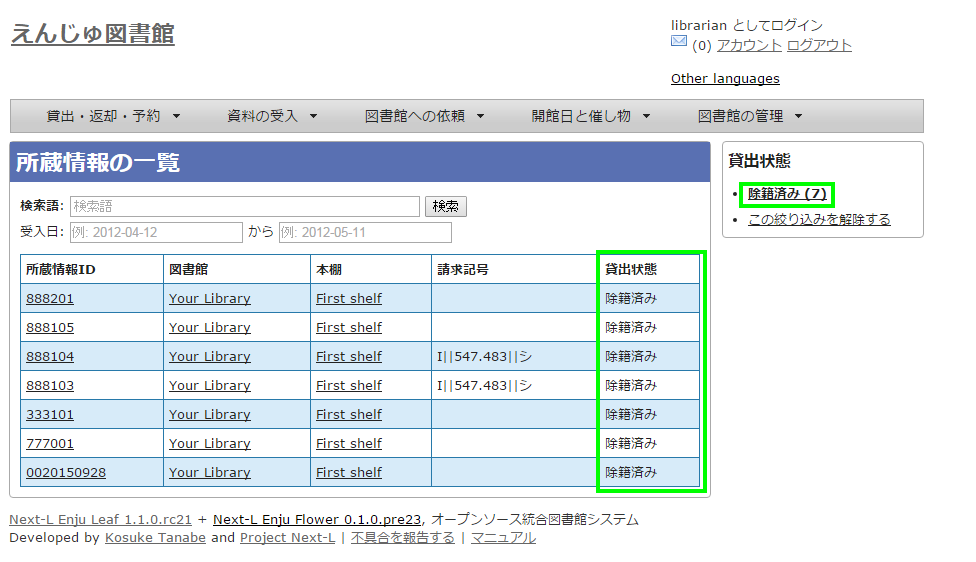 えんじゅ図書館
librarian としてログイン
(0) アカウント ログアウト
Other languages
貸出・返却・予約 ▼ 資料の受入 ▼ 図書館への依頼 ▼ 開館日と催し物 ▼ 図書館の管理 ▼
所蔵情報の一覧
検索語: 検索語 検索
受入日: 例: 2012-04-12 から 例: 2012-05-11
所蔵情報ID 図書館 本棚 請求記号 貸出状態
888201 Your Library First shelf 除籍済み
888105 Your Library First shelf 除籍済み
888104 Your Library First shelf I||547.483||シ 除籍済み
888103 Your Library First shelf I||547.483||シ 除籍済み
333101 Your Library First shelf 除籍済み
777001 Your Library First shelf 除籍済み
0020150928 Your Library First shelf 除籍済み
貸出状態
• 除籍済み (7)
• この絞り込みを解除する
Next-L Enju Leaf 1.1.0.rc21 + Next-L Enju Flower 0.1.0.pre23, オープンソース統合図書館システム
Developed by Kosuke Tanabe and Project Next-L | 不具合を報告する | マニュアル